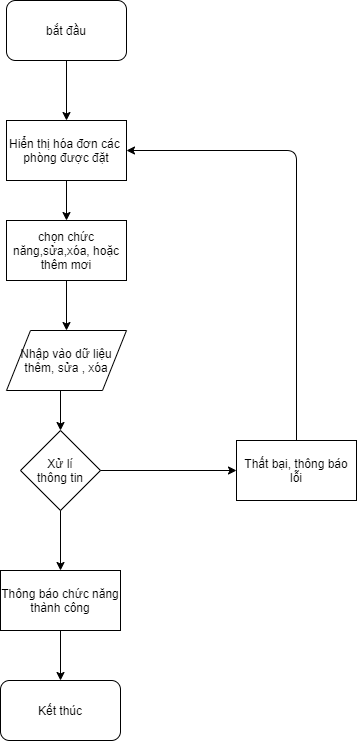 bắt đầu
Hiển thị hóa đơn các
phòng được đặt
chọn chức
năng,sửa,xóa, hoặc
thêm mơi
Nhập vào dữ liệu
thêm, sửa , xóa
Xử lí
thông tin
Thất bại, thông báo
lỗi
Thông báo chức năng
thành công
Kết thúc